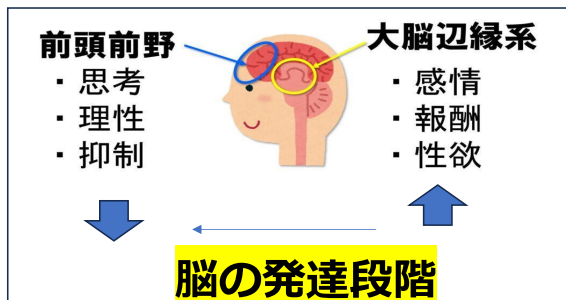 前頭前野
・思考
・理性
・抑制
大脳辺縁系
・感情
・報酬
・性欲
脳の発達段階